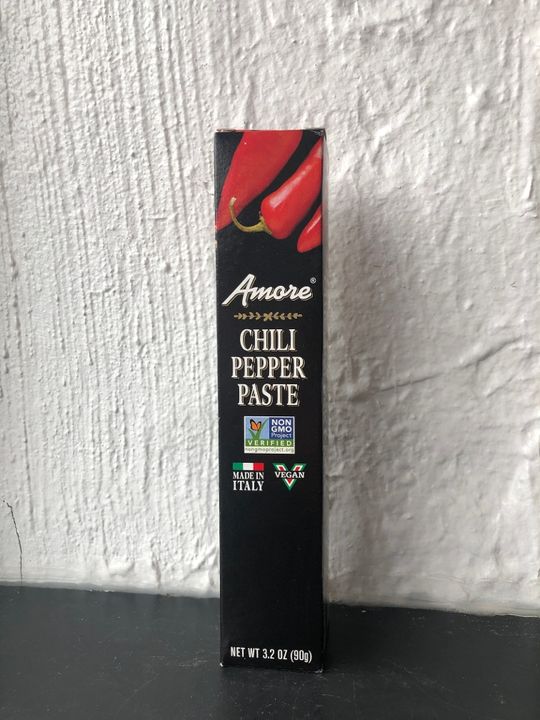 Amore®
CHILI
PEPPER
PASTE
NON
GMO
Project
VERIFIED
nongmoproject.org
MADE IN
ITALY
VEGAN
NET WT 3.2 OZ (90g)